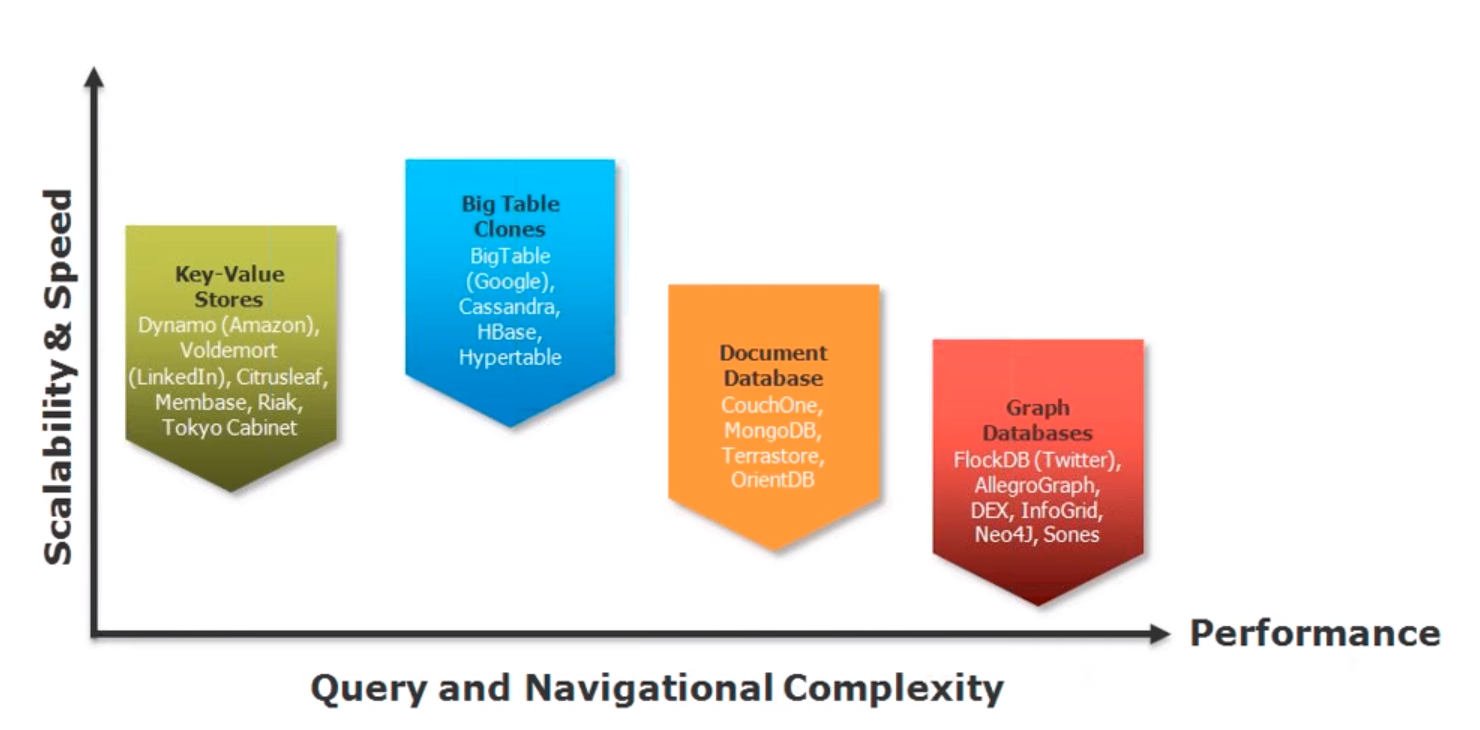 Scalability & Speed
Key-Value
Stores
Dynamo (Amazon),
Voldemort
(LinkedIn), Citrusleaf,
Membase, Riak,
Tokyo Cabinet
Big Table
Clones
BigTable
(Google),
Cassandra,
HBase,
Hypertable
Document
Database
CouchOne,
MongoDB,
Terrastore,
OrientDB
Graph
Databases
FlockDB (Twitter),
AllegroGraph,
DEX, InfoGrid,
Neo4J, Sones
Performance
Query and Navigational Complexity